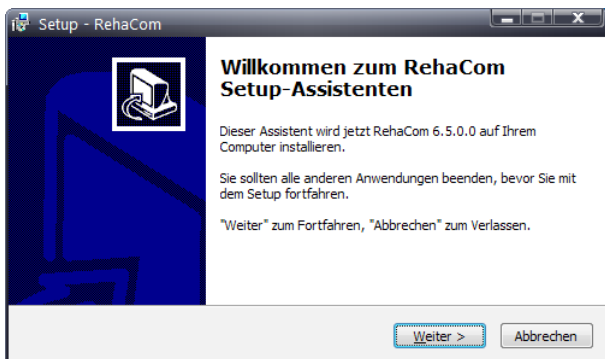 Setup - RehaCom
Willkommen zum RehaCom
Setup-Assistenten
Dieser Assistent wird jetzt RehaCom 6.5.0.0 auf Ihrem
Computer installieren.
Sie sollten alle anderen Anwendungen beenden, bevor Sie mit
dem Setup fortfahren.
"Weiter" zum Fortfahren, "Abbrechen" zum Verlassen.
Weiter >
Abbrechen